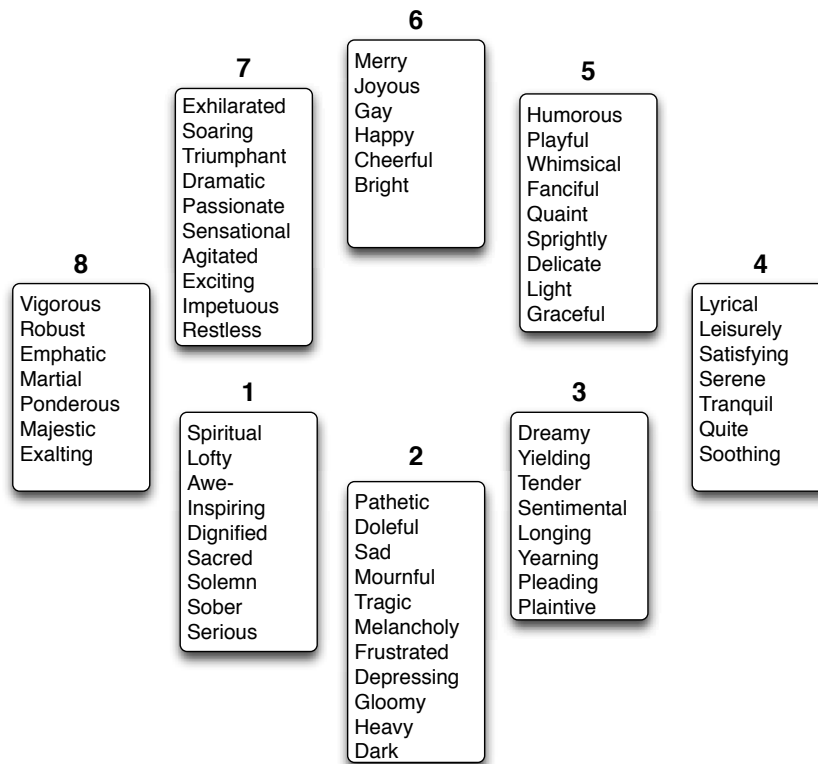 6
Merry
Joyous
Gay
Happy
Cheerful
Bright
7
Exhilarated
Soaring
Triumphant
Dramatic
Passionate
Sensational
Agitated
Exciting
Impetuous
Restless
5
Humorous
Playful
Whimsical
Fanciful
Quaint
Sprightly
Delicate
Light
Graceful
8
Vigorous
Robust
Emphatic
Martial
Ponderous
Majestic
Exalting
4
Lyrical
Leisurely
Satisfying
Serene
Tranquil
Quite
Soothing
1
Spiritual
Lofty
Awe-
Inspiring
Dignified
Sacred
Solemn
Sober
Serious
2
Pathetic
Doleful
Sad
Mournful
Tragic
Melancholy
Frustrated
Depressing
Gloomy
Heavy
Dark
3
Dreamy
Yielding
Tender
Sentimental
Longing
Yearning
Pleading
Plaintive